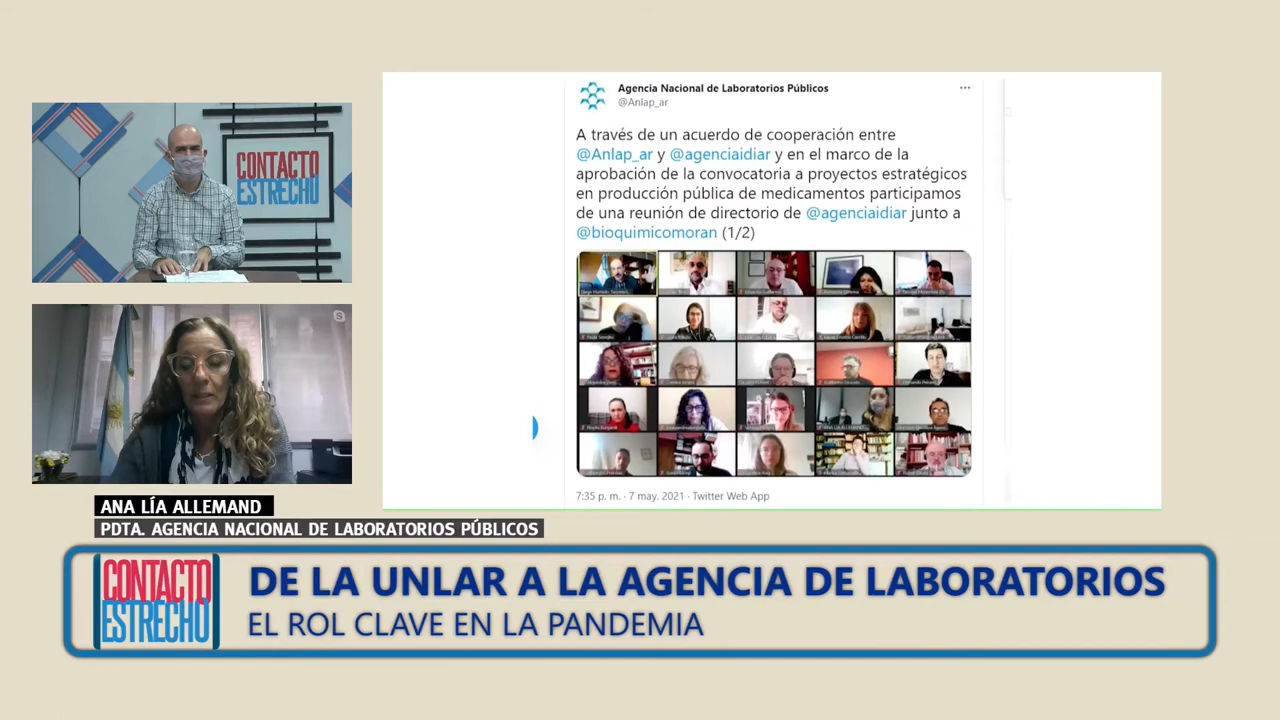 CONTACTO
ESTRECHO
Agencia Nacional de Laboratorios Públicos
@Anlap_ar
A través de un acuerdo de cooperación entre
@Anlap_ar y @agenciaidiar y en el marco de la
aprobación de la convocatoria a proyectos estratégicos
en producción pública de medicamentos participamos
de una reunión de directorio de @agenciaidiar junto a
@bioquimicomoran (1/2)
7:35 p. m. · 7 may. 2021 · Twitter Web App
ANA LÍA ALLEMAND
PDTA. AGENCIA NACIONAL DE LABORATORIOS PÚBLICOS
CONTACTO
ESTRECHO
DE LA UNLAR A LA AGENCIA DE LABORATORIOS
EL ROL CLAVE EN LA PANDEMIA